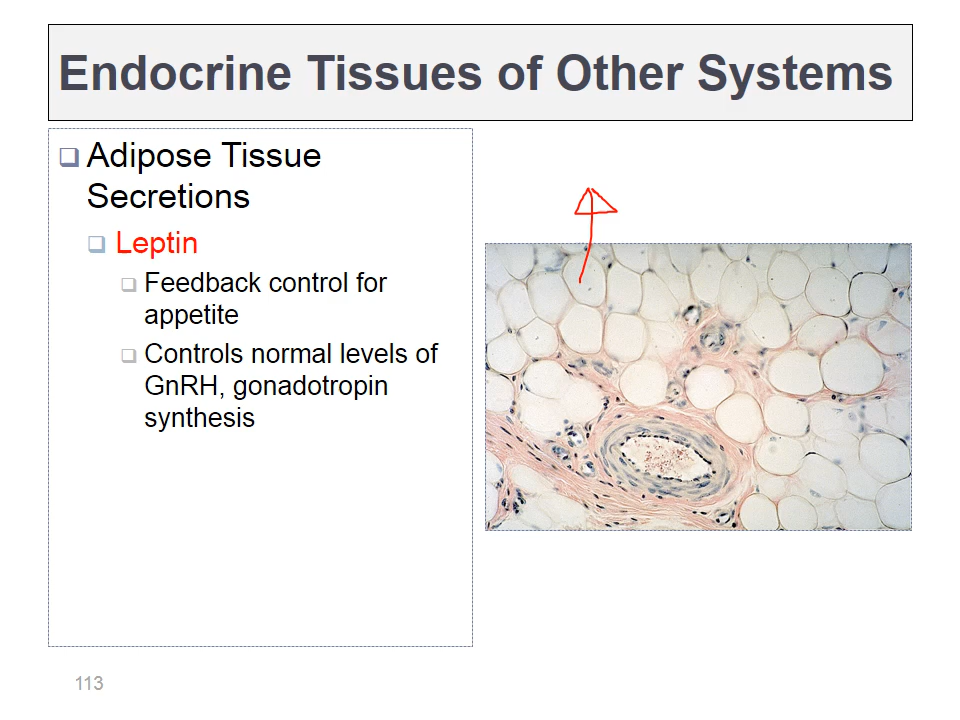 Endocrine Tissues of Other Systems
Adipose Tissue
Secretions
Leptin
Feedback control for
appetite
Controls normal levels of
GnRH, gonadotropin
synthesis
113